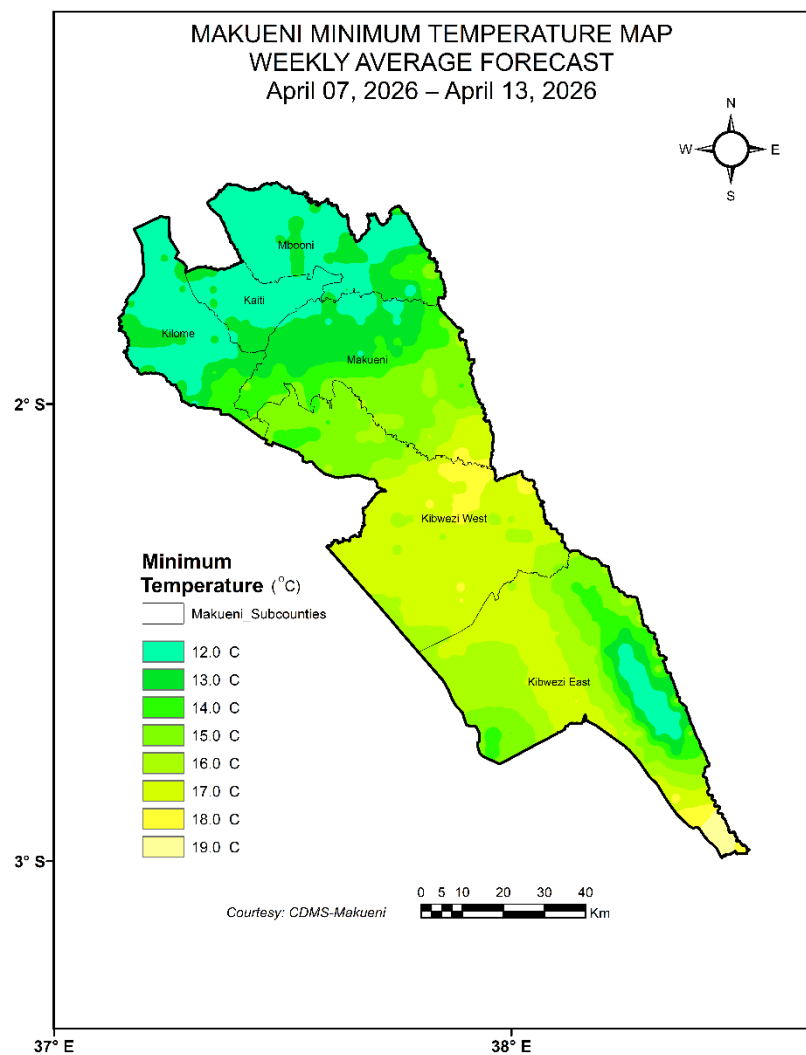 MAKUENI MINIMUM TEMPERATURE MAP
WEEKLY AVERAGE FORECAST
April 07, 2026 – April 13, 2026
N
W E
S
Mbooni
Kaiti
Kilome
Makueni
2° S
Kibwezi West
Minimum
Temperature (°C)
Makueni_Subcounties
12.0 C
13.0 C
14.0 C
15.0 C
16.0 C
17.0 C
18.0 C
19.0 C
Kibwezi East
3° S
0 5 10 20 30 40
Km
Courtesy: CDMS-Makueni
37° E 38° E